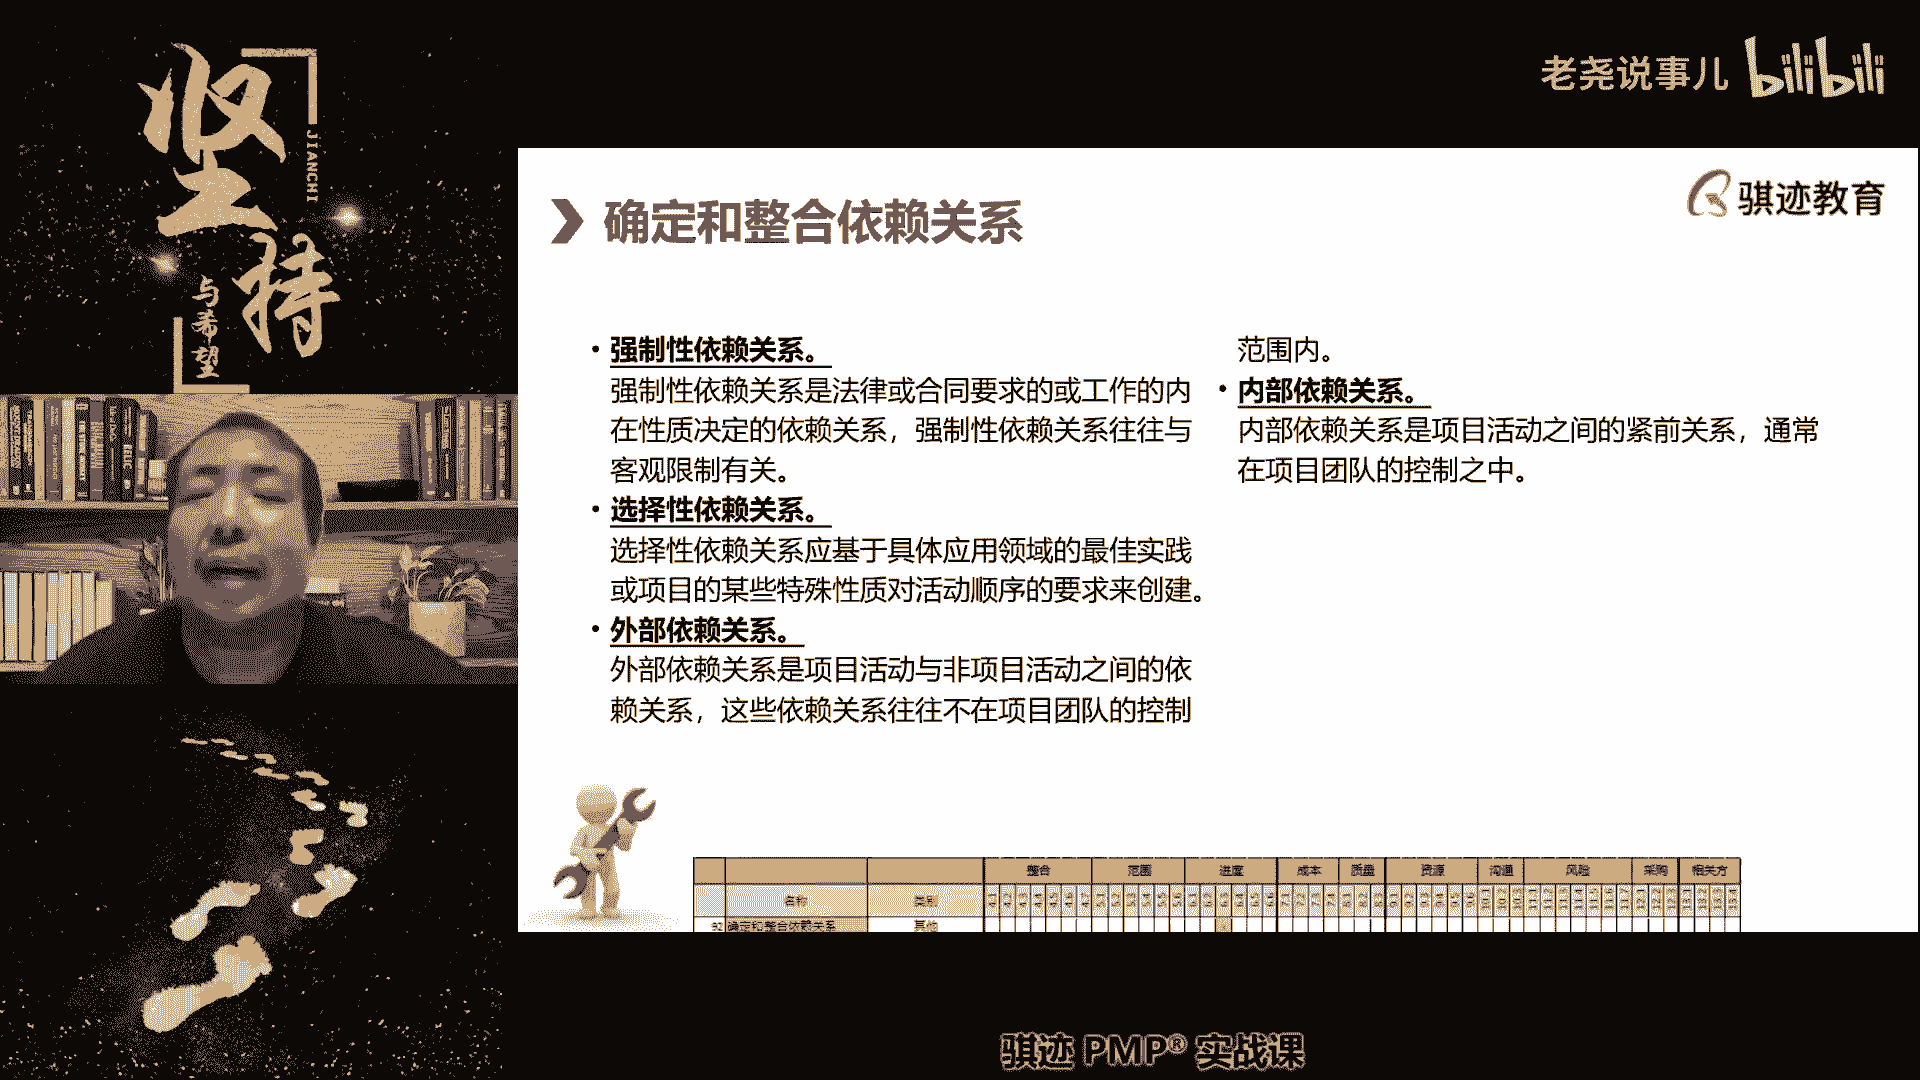 坚持
JIANCHI
与希望
老尧说事儿 bilibili
骐迹教育
确定和整合依赖关系
• 强制性依赖关系。
强制性依赖关系是法律或合同要求的或工作的内
在性质决定的依赖关系，强制性依赖关系往往与
客观限制有关。
• 选择性依赖关系。
选择性依赖关系应基于具体应用领域的最佳实践
或项目的某些特殊性质对活动顺序的要求来创建。
• 外部依赖关系。
外部依赖关系是项目活动与非项目活动之间的依
赖关系，这些依赖关系往往不在项目团队的控制
范围内。
• 内部依赖关系。
内部依赖关系是项目活动之间的紧前关系，通常
在项目团队的控制之中。
整合 范围 进度 成本 质量 资源 沟通 风险 采购 相关方
名称 类别
92 确定和整合依赖关系 其他
骐迹 PMP® 实战课